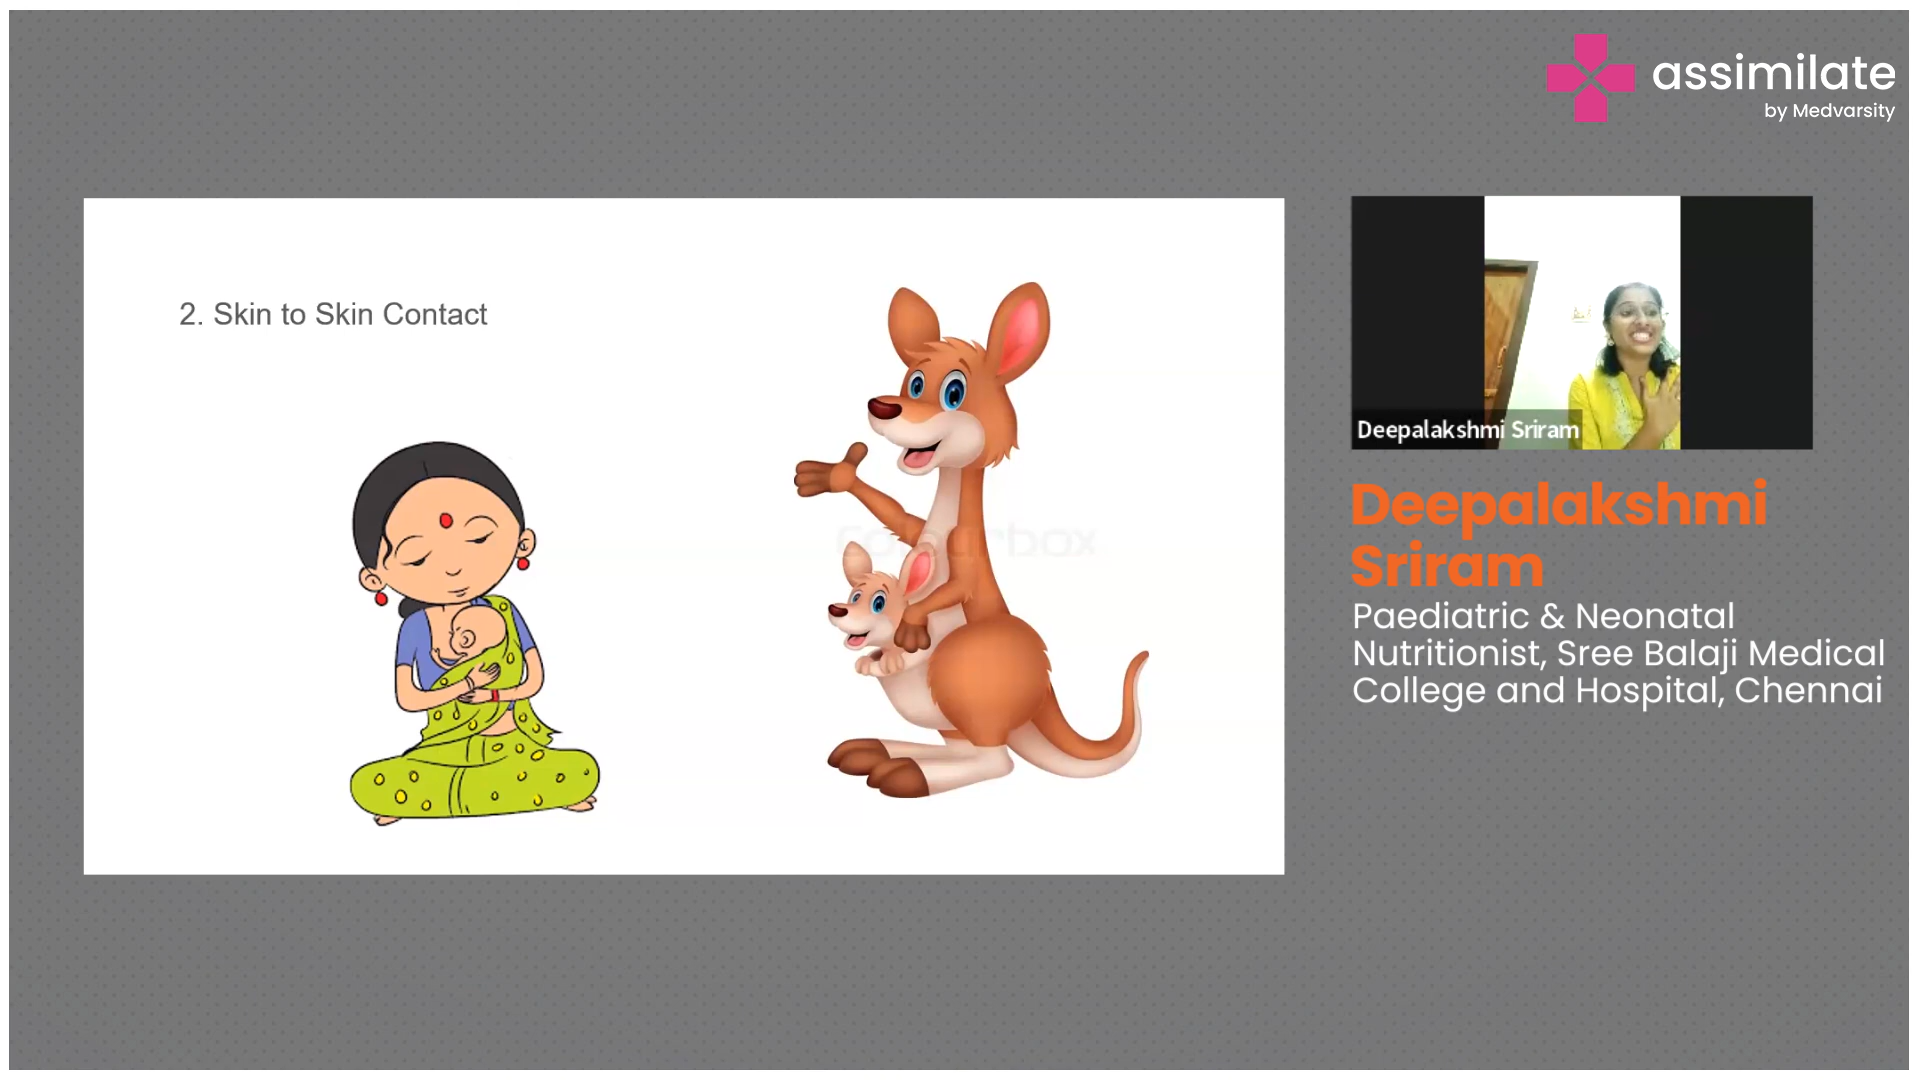 assimilate
by Medvarsity
2. Skin to Skin Contact
Colourbox
Deepalakshmi Sriram
Deepalakshmi
Sriram
Paediatric & Neonatal
Nutritionist, Sree Balaji Medical
College and Hospital, Chennai